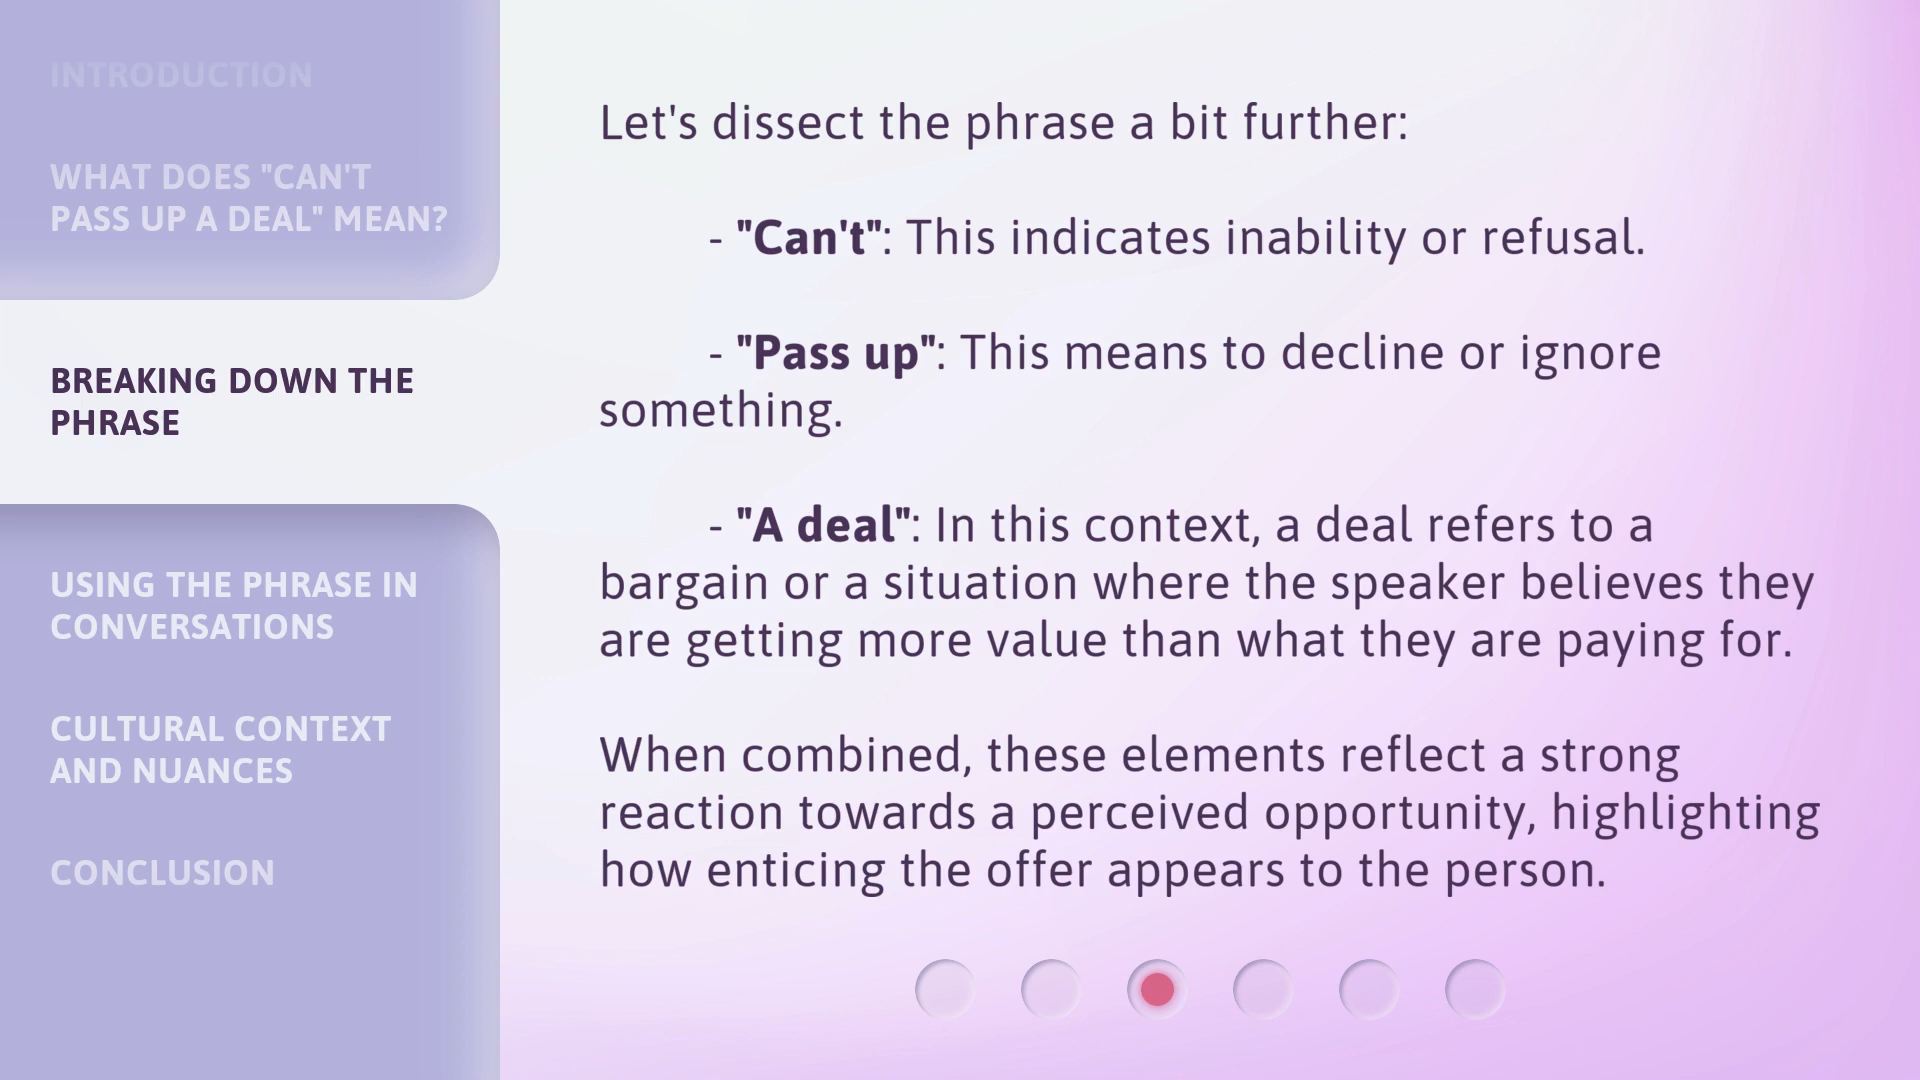 INTRODUCTION
WHAT DOES "CAN'T
PASS UP A DEAL" MEAN?
BREAKING DOWN THE
PHRASE
USING THE PHRASE IN
CONVERSATIONS
CULTURAL CONTEXT
AND NUANCES
CONCLUSION
Let's dissect the phrase a bit further:
- "Can't": This indicates inability or refusal.
- "Pass up": This means to decline or ignore
something.
- "A deal": In this context, a deal refers to a
bargain or a situation where the speaker believes they
are getting more value than what they are paying for.
When combined, these elements reflect a strong
reaction towards a perceived opportunity, highlighting
how enticing the offer appears to the person.